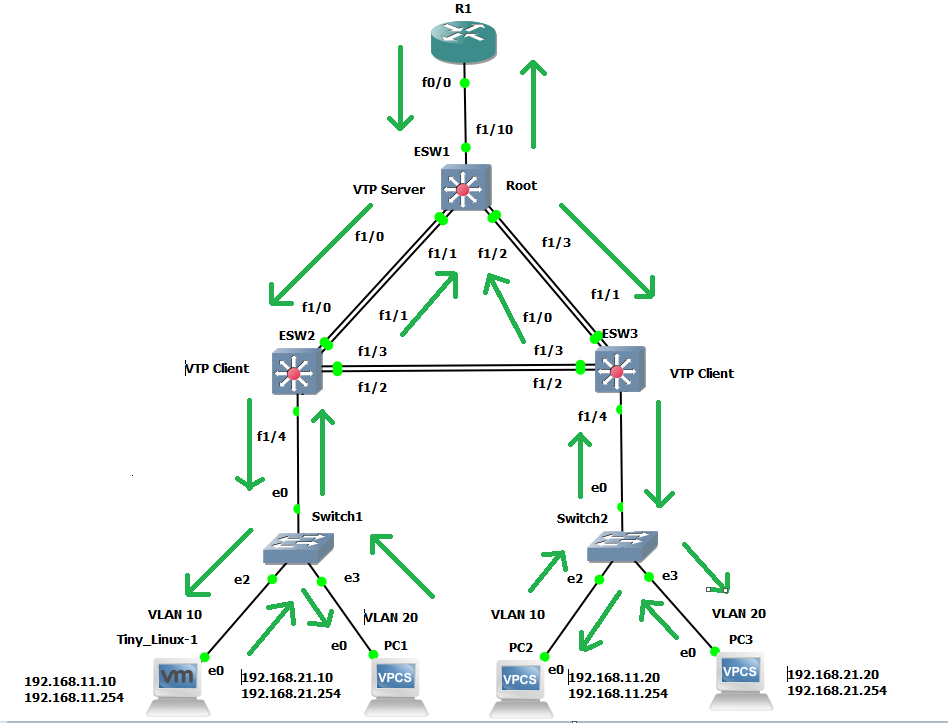 R1
f0/0
f1/10
ESW1
VTP Server
Root
f1/0
f1/1
f1/2
f1/3
f1/0
f1/1
f1/1
f1/0
ESW2
ESW3
f1/3
f1/3
VTP Client
VTP Client
f1/2
f1/2
f1/4
f1/4
e0
e0
Switch1
Switch2
e2
e3
e2
e3
VLAN 10
VLAN 20
VLAN 10
VLAN 20
Tiny_Linux-1
e0
PC1
PC2
e0
PC3
e0
vm
e0
VPCS
VPCS
VPCS
192.168.11.10
192.168.11.254
192.168.21.10
192.168.21.254
192.168.11.20
192.168.11.254
192.168.21.20
192.168.21.254